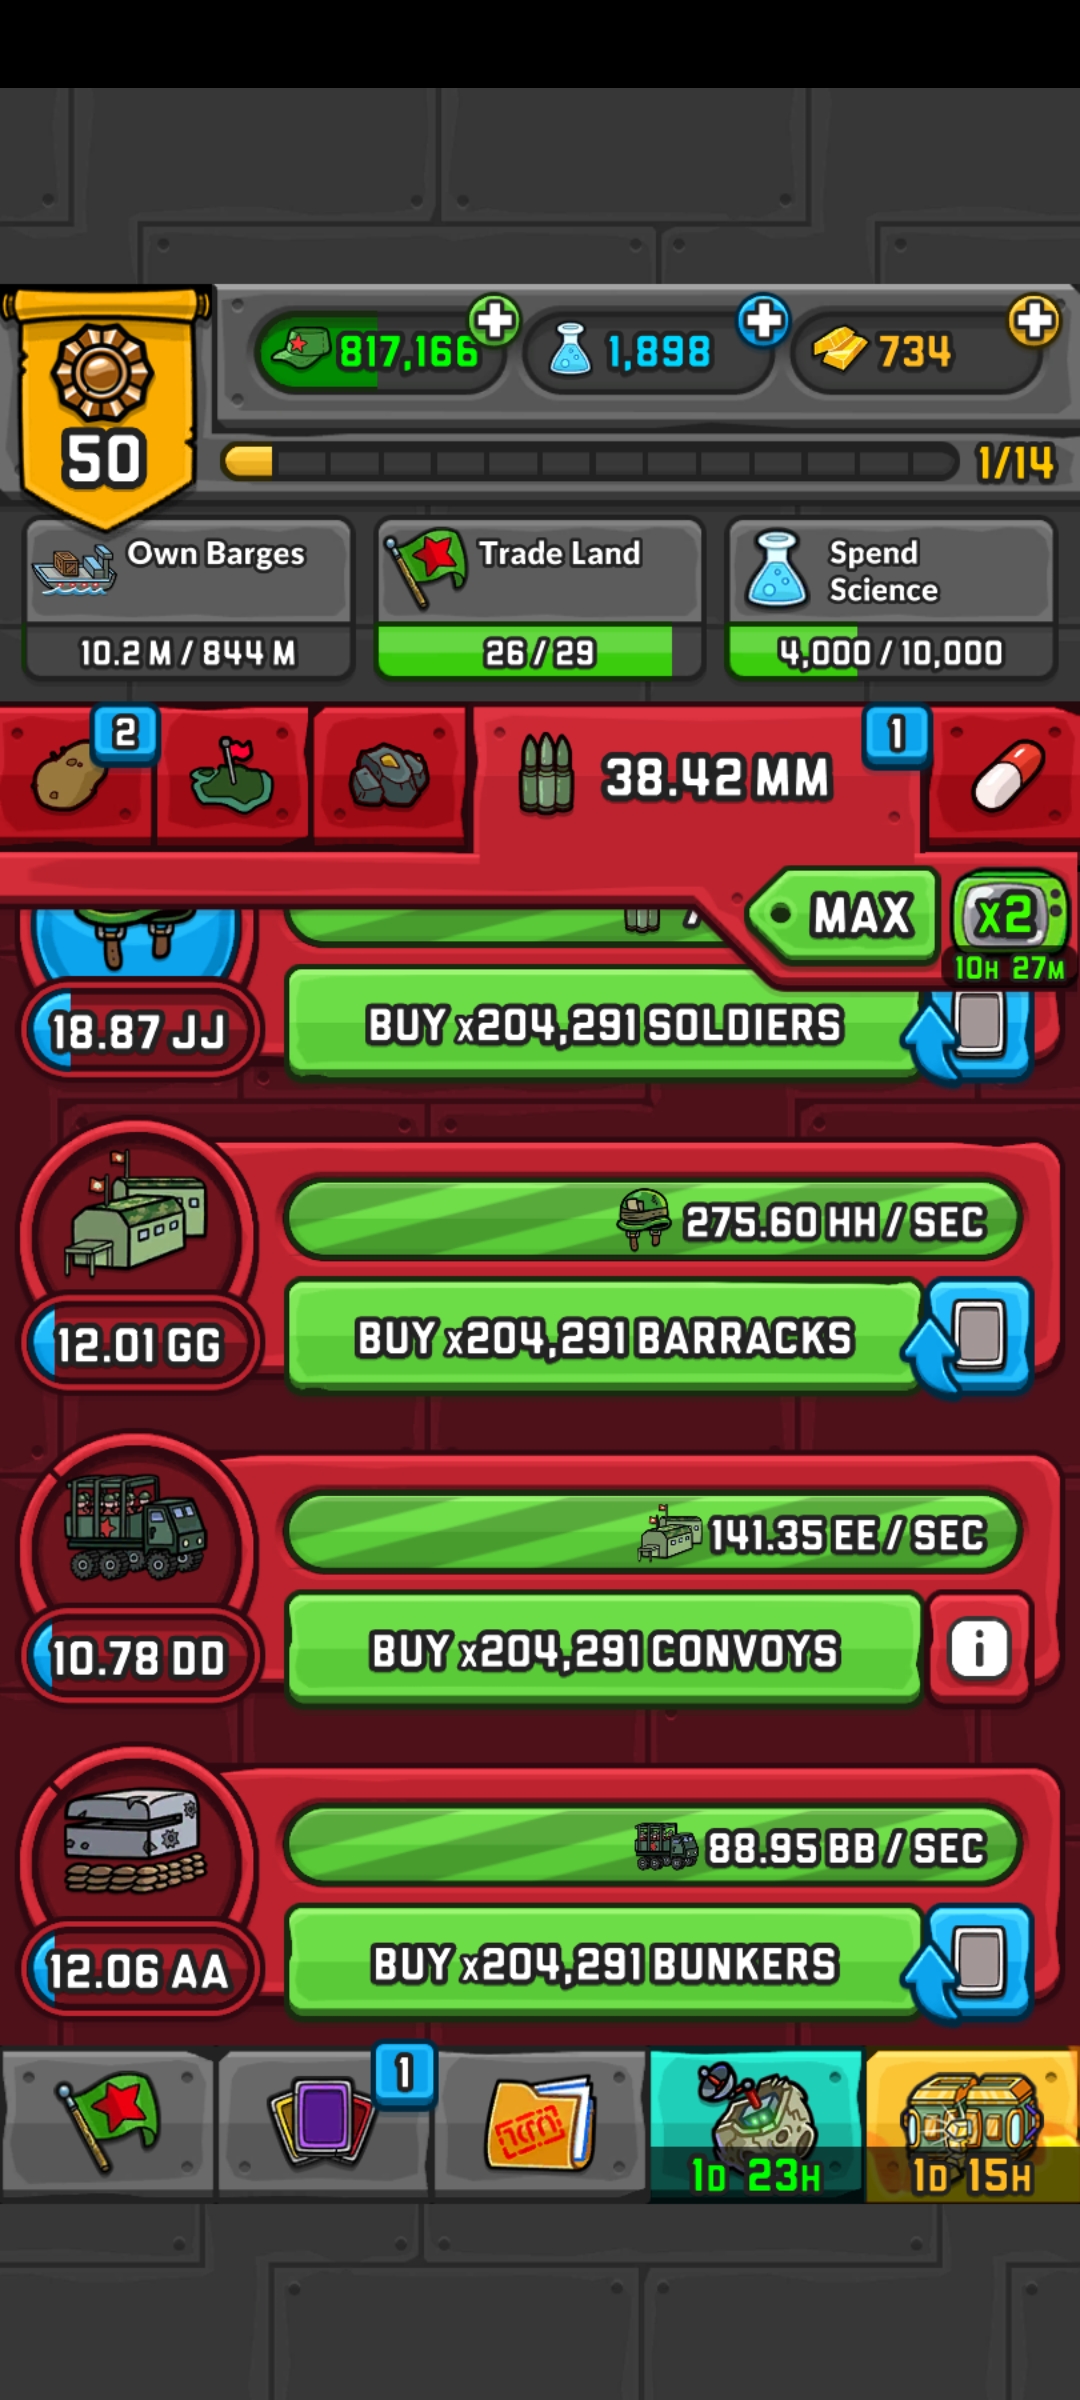 817,166
1,898
734
50
1/14
Own Barges
10.2 M / 844 M
Trade Land
26 / 29
Spend
Science
4,000 / 10,000
2
38.42 MM
1
MAX
x2
10H 27M
18.87 JJ
BUY x204,291 SOLDIERS
275.60 HH / SEC
12.01 GG
BUY x204,291 BARRACKS
141.35 EE / SEC
10.78 DD
BUY x204,291 CONVOYS
i
88.95 BB / SEC
12.06 AA
BUY x204,291 BUNKERS
1
1D 23H
1D 15H